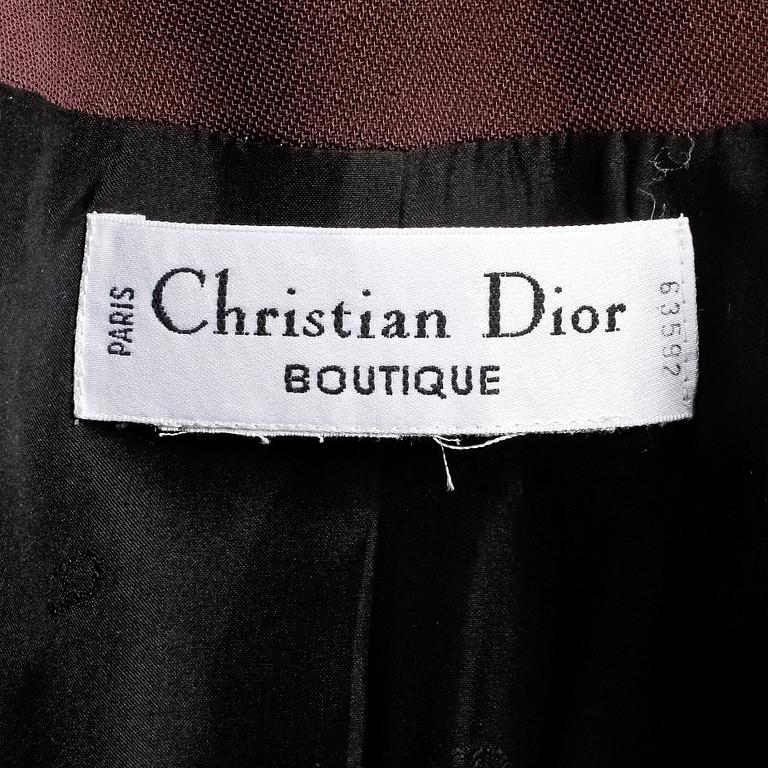 PARIS
Christian Dior
BOUTIQUE
63592